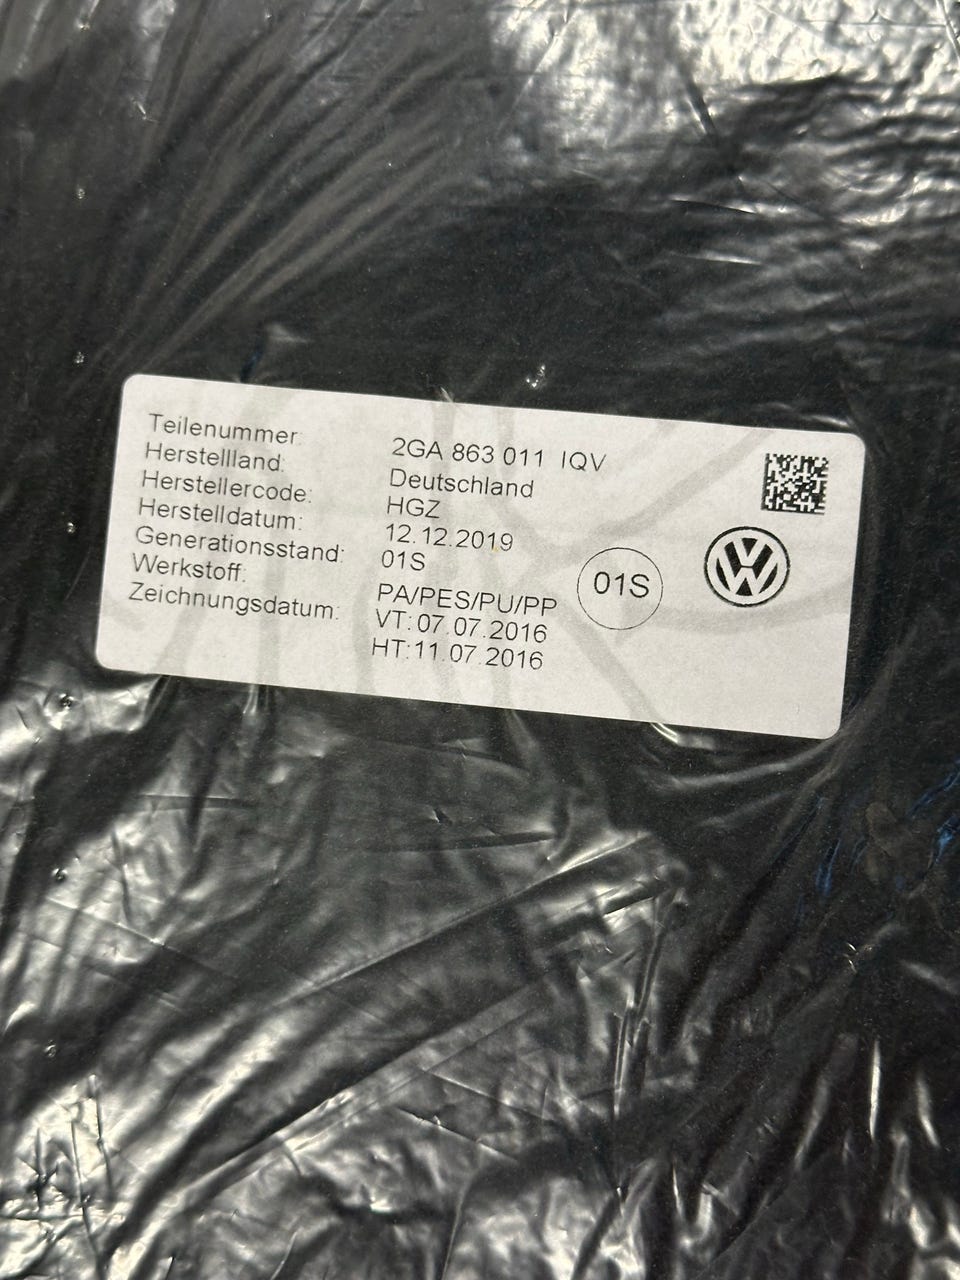 Teilenummer: 2GA 863 011 IQV
Herstellland: Deutschland
Herstellercode: HGZ
Herstelldatum: 12.12.2019
Generationsstand: 01S
Werkstoff: PA/PES/PU/PP
Zeichnungsdatum: VT:07.07.2016
HT:11.07.2016
01S
VW